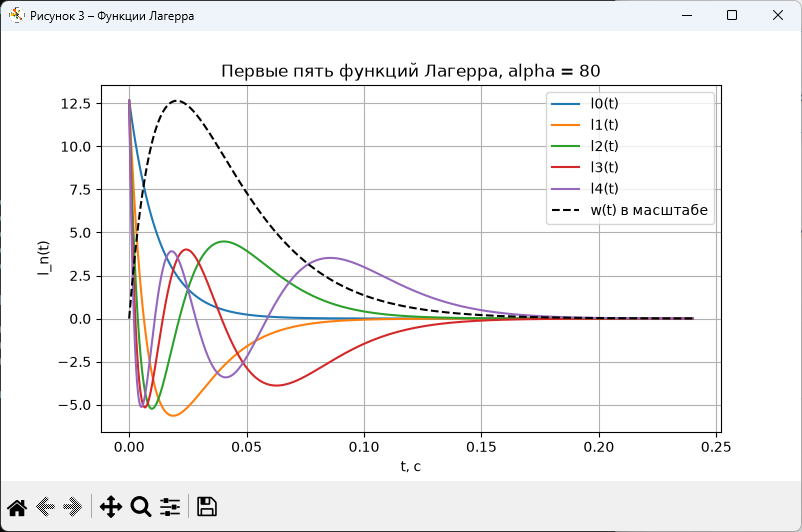 Рисунок 3 – Функции Лагерра
Первые пять функций Лагерра, alpha = 80
l0(t)
l1(t)
l2(t)
l3(t)
l4(t)
w(t) в масштабе
l_n(t)
12.5
10.0
7.5
5.0
2.5
0.0
−2.5
−5.0
0.00 0.05 0.10 0.15 0.20 0.25
t, с